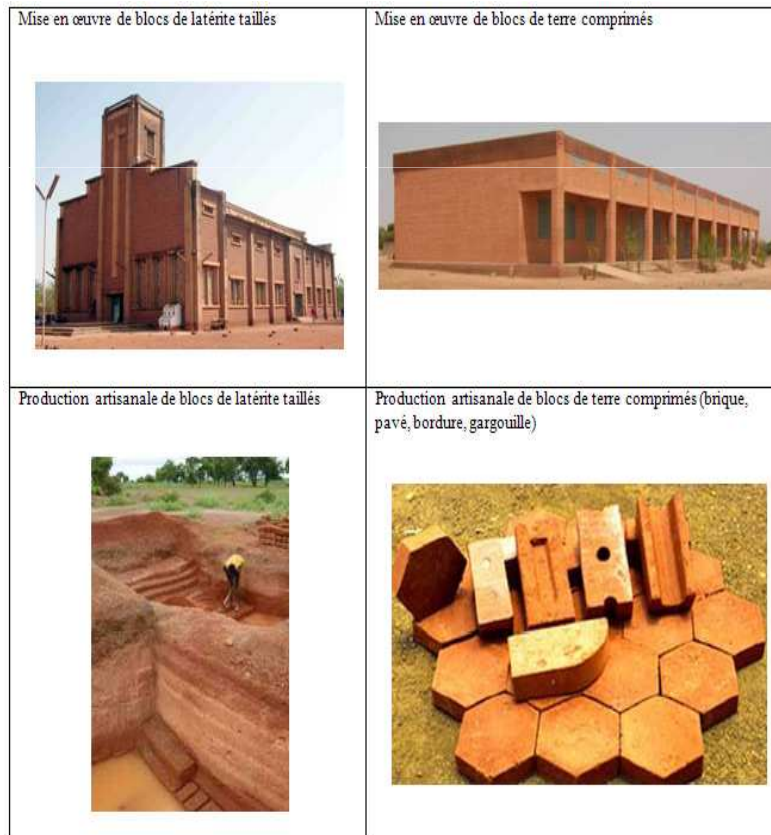 Mise en œuvre de blocs de latérite taillés
Mise en œuvre de blocs de terre comprimés
Production artisanale de blocs de latérite taillés
Production artisanale de blocs de terre comprimés (brique,
pavé, bordure, gargouille)